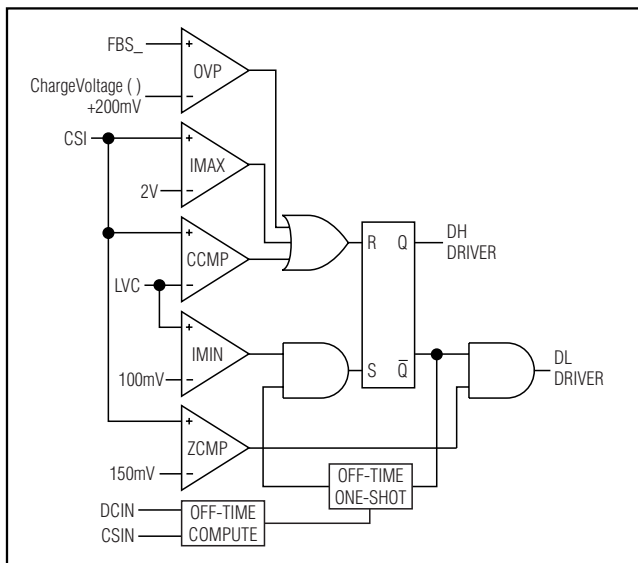 FBS_
+
OVP
ChargeVoltage ( )
+200mV
−
CSI
+
IMAX
2V
−
+
CCMP
LVC
−
R Q
DH
DRIVER
+
IMIN
100mV
−
S Q̅
DL
DRIVER
+
ZCMP
150mV
−
OFF-TIME
ONE-SHOT
DCIN
CSIN
OFF-TIME
COMPUTE